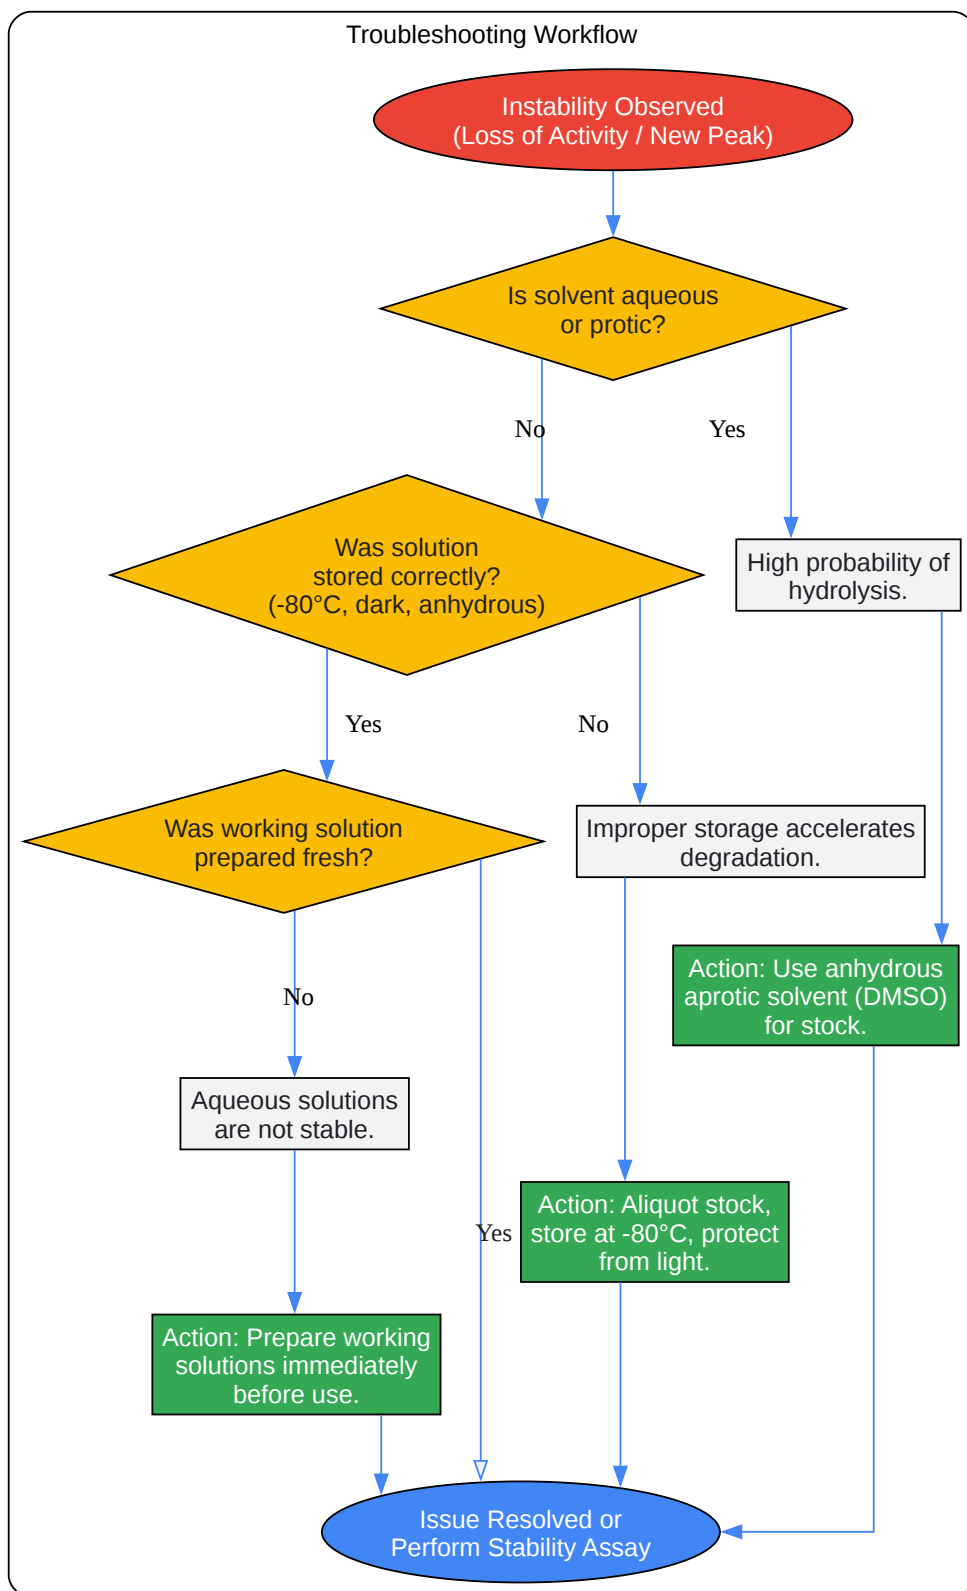 Troubleshooting Workflow
Instability Observed
(Loss of Activity / New Peak)
Is solvent aqueous
or protic?
No
Yes
Was solution
stored correctly?
(-80°C, dark, anhydrous)
High probability of
hydrolysis.
Yes
No
Was working solution
prepared fresh?
Improper storage accelerates
degradation.
No
Action: Use anhydrous
aprotic solvent (DMSO)
for stock.
Aqueous solutions
are not stable.
Yes
Action: Aliquot stock,
store at -80°C, protect
from light.
Action: Prepare working
solutions immediately
before use.
Issue Resolved or
Perform Stability Assay